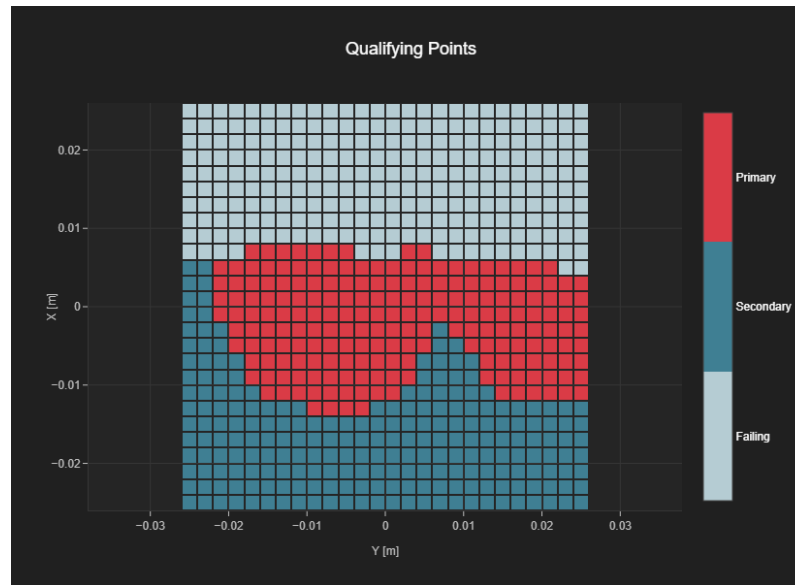 Qualifying Points
0.02
0.01
0
−0.01
−0.02
X [m]
−0.03
−0.02
−0.01
0
0.01
0.02
0.03
Y [m]
Primary
Secondary
Failing